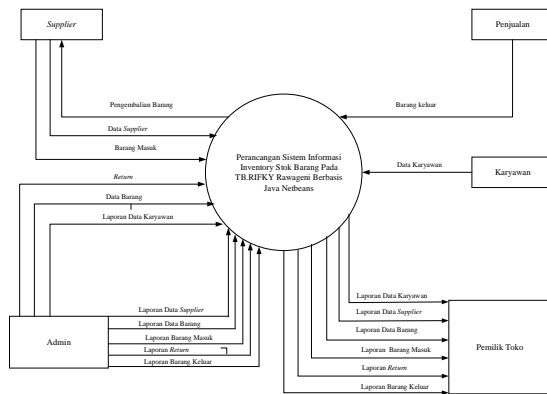 Supplier
Penjualan
Pengembalian Barang
Barang keluar
Data Supplier
Barang Masuk
Perancangan Sistem Informasi
Inventory Stok Barang Pada
TB.RIFKY Rawageni Berbasis
Java Netbeans
Data Karyawan
Karyawan
Return
Data Barang
Laporan Data Karyawan
Laporan Data Supplier
Laporan Data Barang
Laporan Barang Masuk
Laporan Return
Laporan Barang Keluar
Admin
Laporan Data Karyawan
Laporan Data Supplier
Laporan Data Barang
Laporan Barang Masuk
Laporan Return
Laporan Barang Keluar
Pemilik Toko